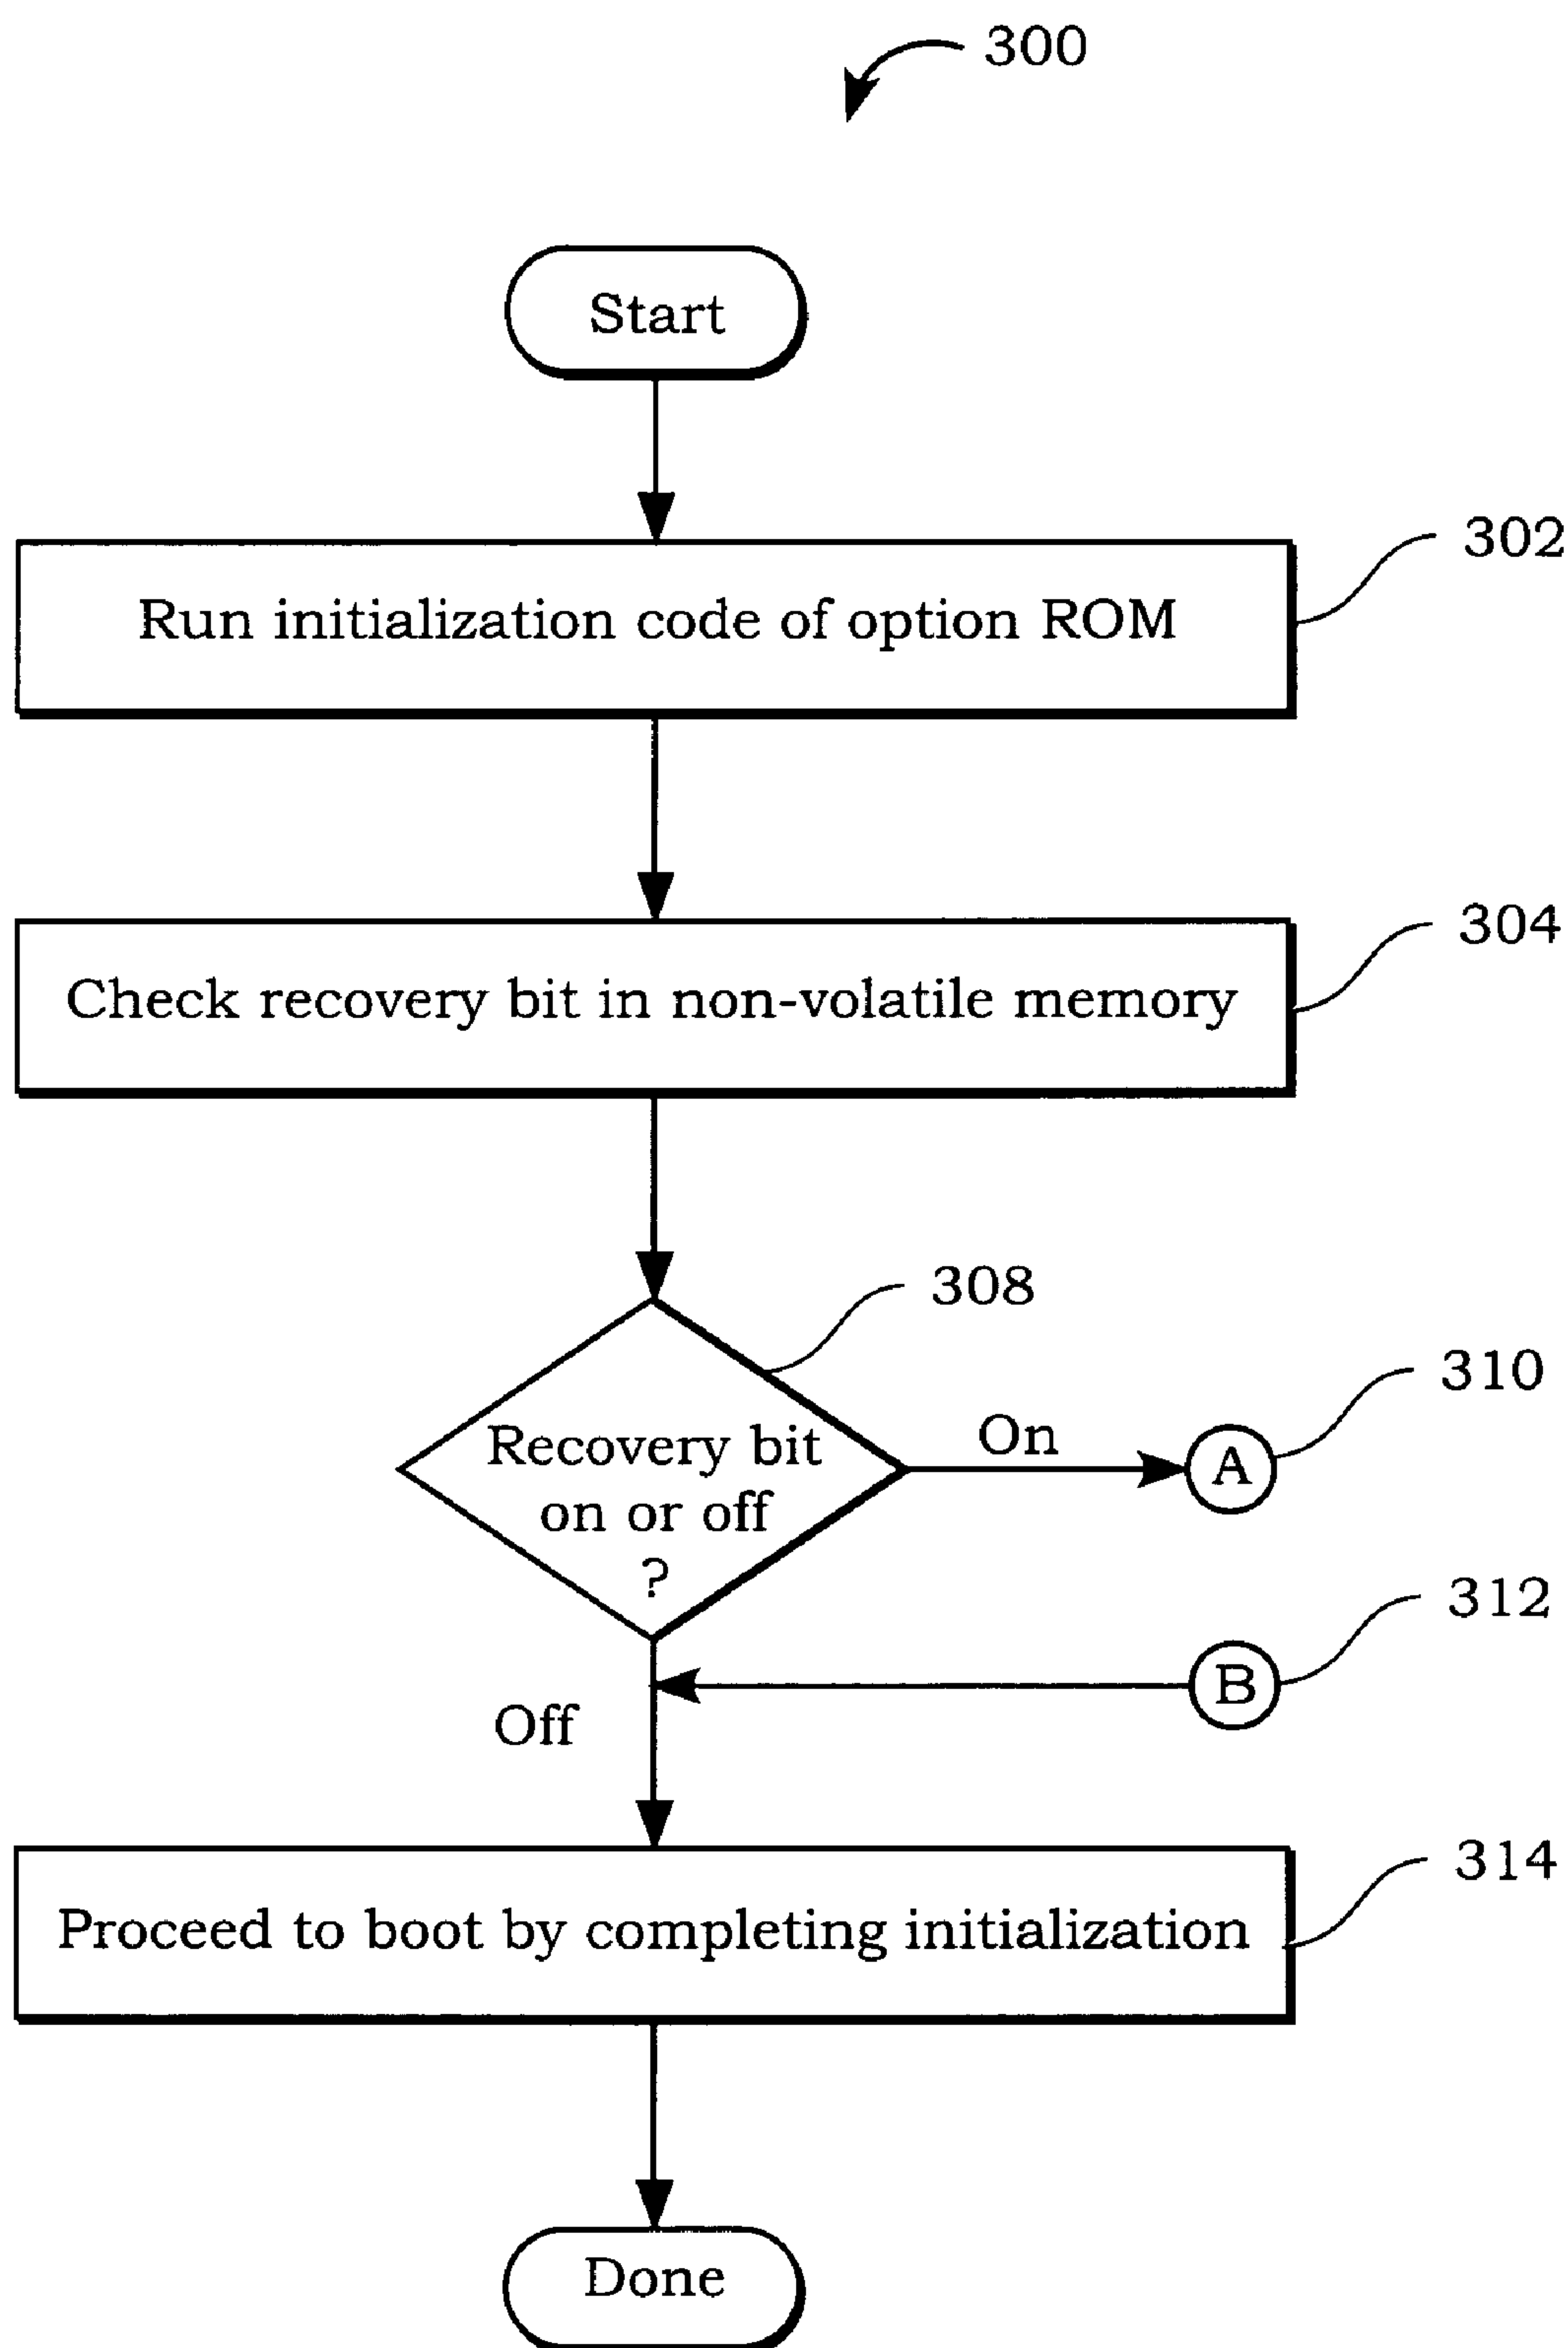 300
Start
302
Run initialization code of option ROM
304
Check recovery bit in non-volatile memory
308
310
Recovery bit
on or off
?
On
A
312
B
Off
314
Proceed to boot by completing initialization
Done